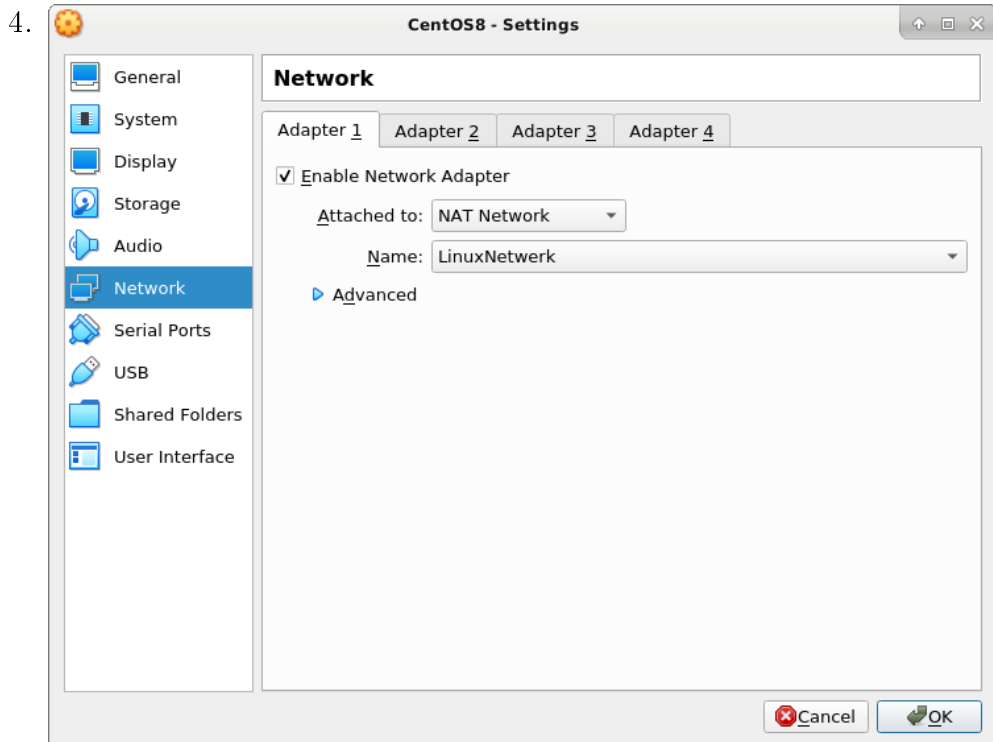 4.
CentOS8 - Settings
General
System
Display
Storage
Audio
Network
Serial Ports
USB
Shared Folders
User Interface
Network
Adapter 1 Adapter 2 Adapter 3 Adapter 4
Enable Network Adapter
Attached to: NAT Network
Name: LinuxNetwerk
Advanced
Cancel OK